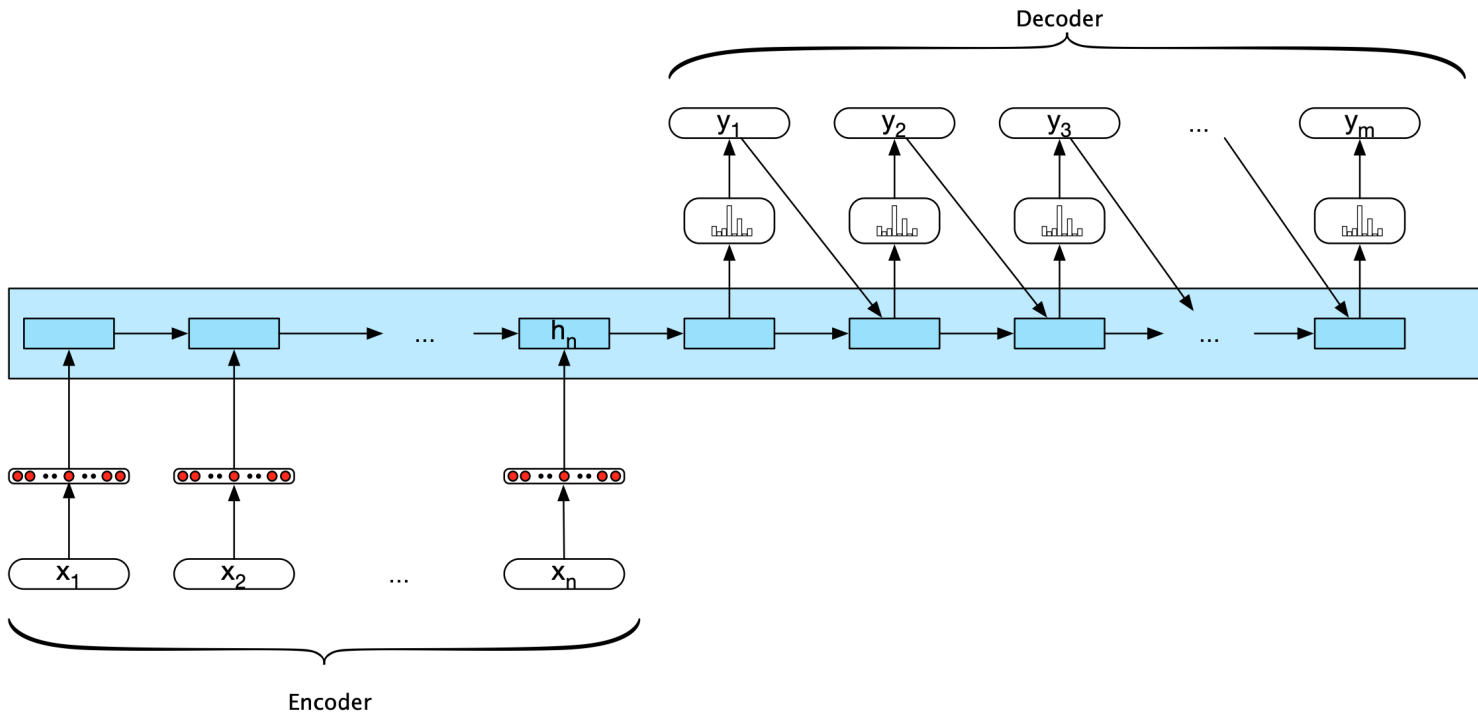 Decoder
y₁ y₂ y₃ ... yₘ
... hₙ ...
x₁ x₂ ... xₙ
Encoder